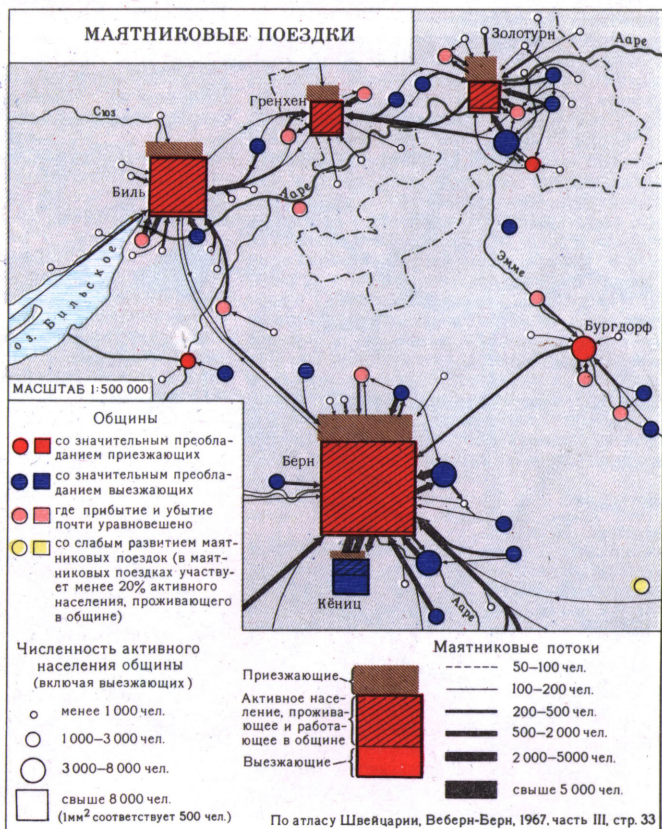 МАЯТНИКОВЫЕ ПОЕЗДКИ
Золотурн
Ааре
Гренхен
Сюз
Биль
Ааре
оз. Бильское
Эмме
Бургдорф
МАСШТАБ 1:500 000
Берн
Кёниц
Ааре
Общины
со значительным преобла-
данием приезжающих
со значительным преобла-
данием выезжающих
где прибытие и убытие
почти уравновешено
со слабым развитием маят-
никовых поездок (в маят-
никовых поездках участву-
ет менее 20% активного
населения, проживающего
в общине)
Численность активного
населения общины
(включая выезжающих)
менее 1 000 чел.
1 000—3 000 чел.
3 000—8 000 чел.
свыше 8 000 чел.
(1мм² соответствует 500 чел.)
Приезжающие
Активное насе-
ление, прожива-
ющее и работа-
ющее в общине
Выезжающие
Маятниковые потоки
50—100 чел.
100—200 чел.
200—500 чел.
500—2 000 чел.
2 000—5000 чел.
свыше 5 000 чел.
По атласу Швейцарии, Веберн-Берн, 1967, часть III, стр. 33